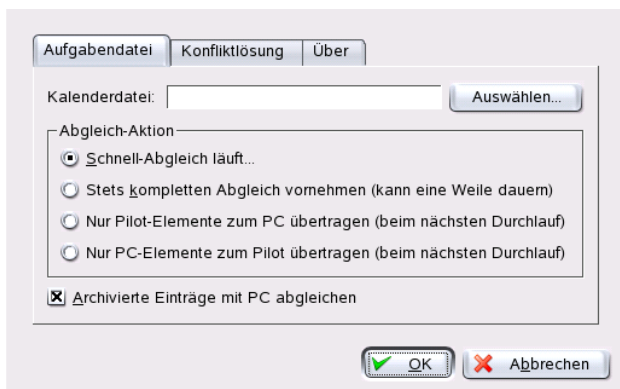 Aufgabendatei Konfliktlösung Über
Kalenderdatei: Auswählen...
Abgleich-Aktion
Schnell-Abgleich läuft...
Stets kompletten Abgleich vornehmen (kann eine Weile dauern)
Nur Pilot-Elemente zum PC übertragen (beim nächsten Durchlauf)
Nur PC-Elemente zum Pilot übertragen (beim nächsten Durchlauf)
Archivierte Einträge mit PC abgleichen
OK Abbrechen